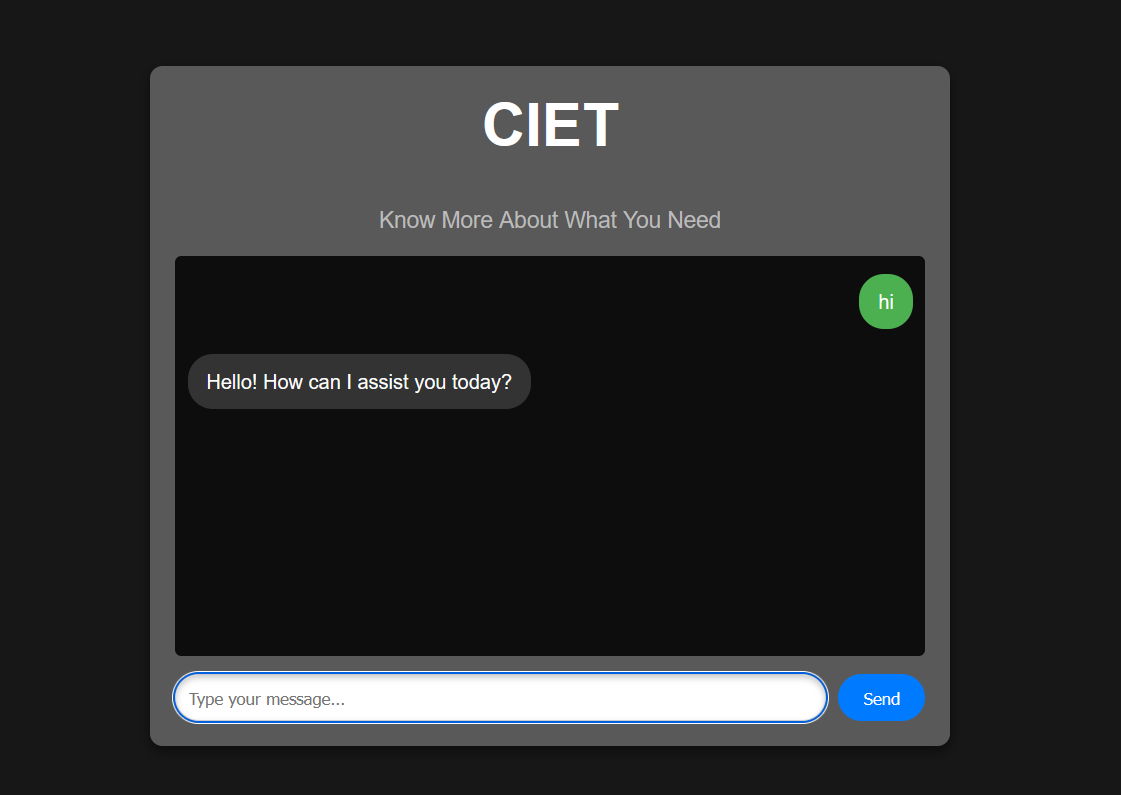 CIET
Know More About What You Need
hi
Hello! How can I assist you today?
Type your message...
Send